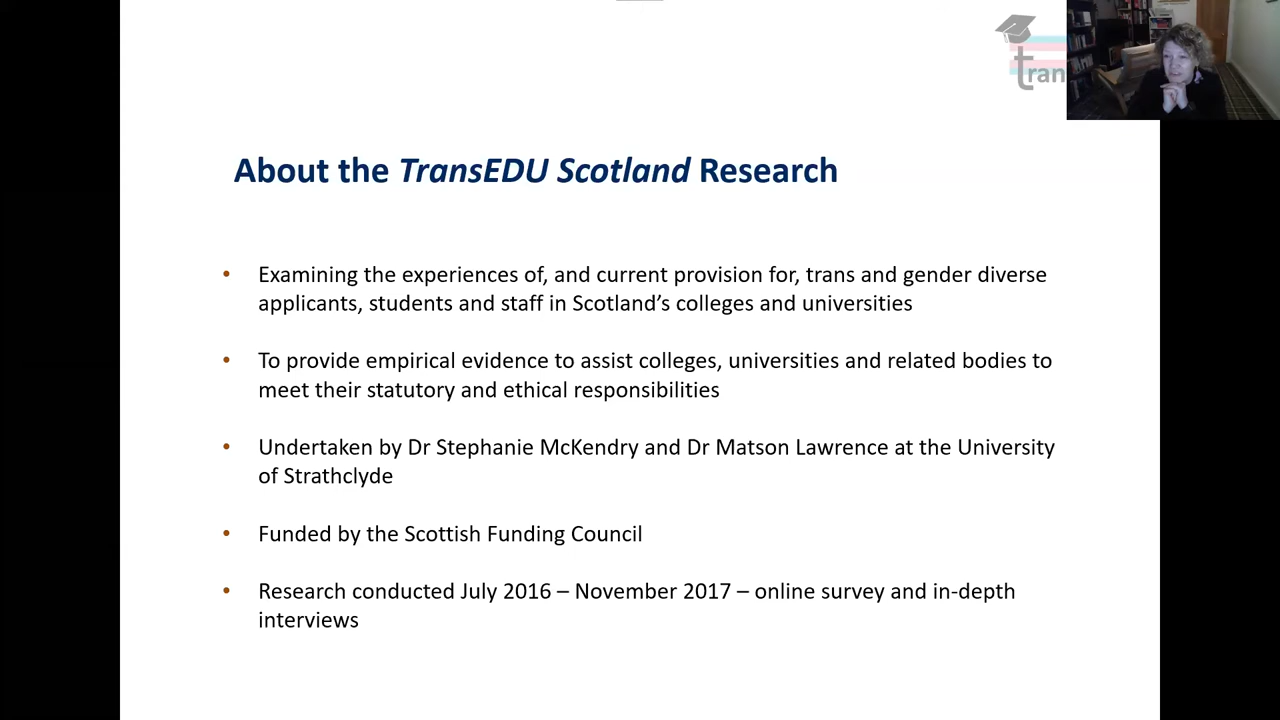 tran
About the TransEDU Scotland Research
• Examining the experiences of, and current provision for, trans and gender diverse
applicants, students and staff in Scotland’s colleges and universities
• To provide empirical evidence to assist colleges, universities and related bodies to
meet their statutory and ethical responsibilities
• Undertaken by Dr Stephanie McKendry and Dr Matson Lawrence at the University
of Strathclyde
• Funded by the Scottish Funding Council
• Research conducted July 2016 – November 2017 – online survey and in-depth
interviews